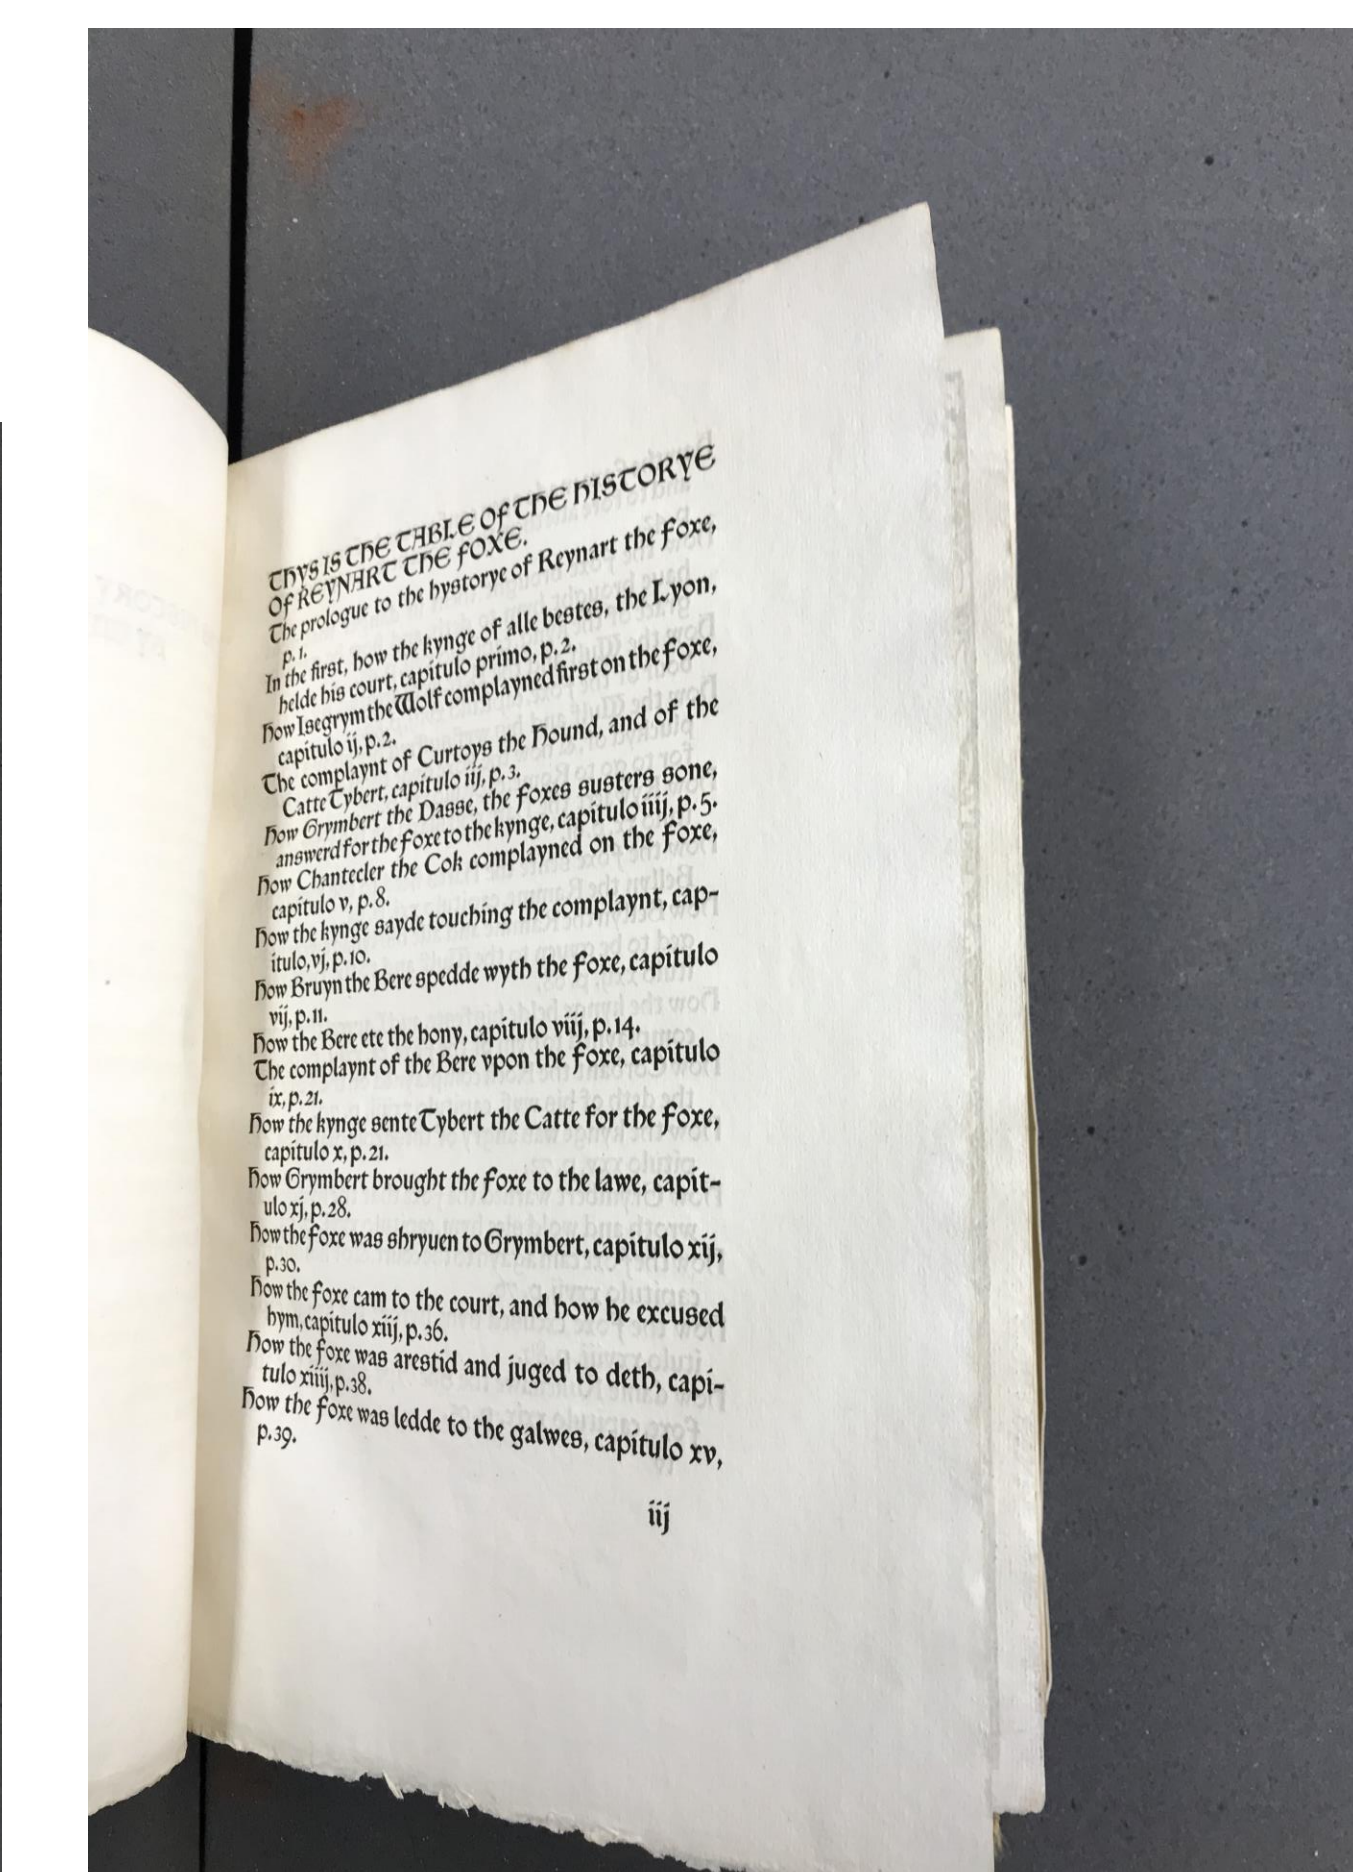 THYS IS THE TABLE OF THE HISTORYE
OF REYNART THE FOXE.
The prologue to the hystorye of Reynart the foxe,
p. 1.
In the first, how the kynge of alle bestes, the Lyon,
helde his court, capitulo primo, p. 2.
How Isegrym the Wolf complayned first on the foxe,
capitulo ij, p. 2.
The complaynt of Curtoys the Hound, and of the
Catte Tybert, capitulo iij, p. 3.
How Grymbert the Dasse, the foxes susters sone,
answerd for the foxe to the kynge, capitulo iiij, p. 5.
How Chantecler the Cok complayned on the foxe,
capitulo v, p. 8.
How the kynge sayde touching the complaynt, cap-
itulo, vj, p. 10.
How Bruyn the Bere spedde wyth the foxe, capitulo
vij, p. 11.
How the Bere ete the hony, capitulo viij, p. 14.
The complaynt of the Bere vpon the foxe, capitulo
ix, p. 21.
How the kynge sente Tybert the Catte for the foxe,
capitulo x, p. 21.
How Grymbert brought the foxe to the lawe, capit-
ulo xj, p. 28.
How the foxe was shryuen to Grymbert, capitulo xij,
p. 30.
How the foxe cam to the court, and how he excused
hym, capitulo xiij, p. 36.
How the foxe was arestid and juged to deth, capi-
tulo xiiij, p. 38.
How the foxe was ledde to the galwes, capitulo xv,
p. 39.
iij